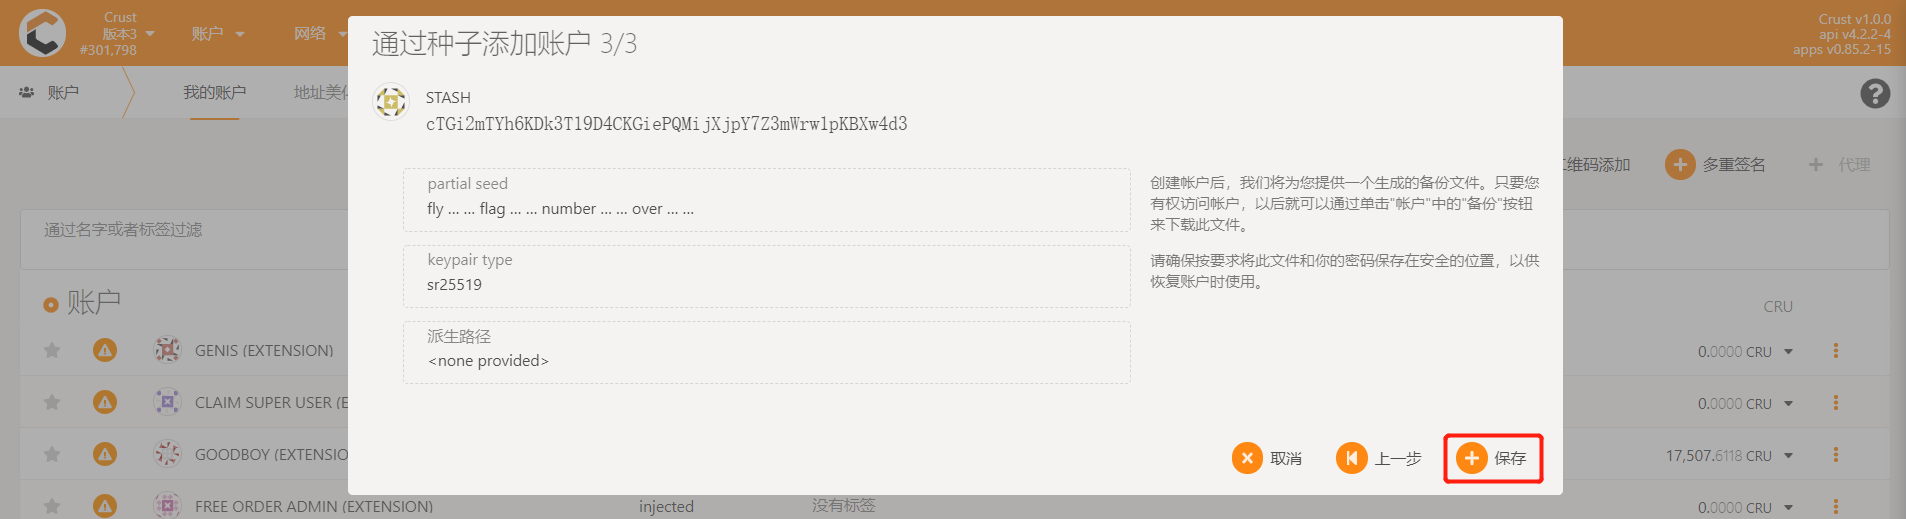 Crust
版本3
#301,798
账户
网络
Crust v1.0.0
api v4.2.2-4
apps v0.85.2-15
账户
我的账户
地址美化
通过种子添加账户 3/3
STASH
cTGi2mTYh6KDk3T19D4CKGiePQMijXjpY7Z3mWrw1pKBXw4d3
partial seed
fly ... ... flag ... ... number ... ... over ... ...
keypair type
sr25519
派生路径
<none provided>
创建帐户后，我们将为您提供一个生成的备份文件。只要您
有权访问帐户，以后就可以通过单击"帐户"中的"备份"按钮
来下载此文件。
请确保按要求将此文件和你的密码保存在安全的位置，以供
恢复账户时使用。
取消
上一步
保存
维码添加
多重签名
代理
通过名字或者标签过滤
账户
CRU
GENIS (EXTENSION)
0.0000 CRU
CLAIM SUPER USER (E
0.0000 CRU
GOODBOY (EXTENSIO
17,507.6118 CRU
FREE ORDER ADMIN (EXTENSION)
injected
没有标签
0.0000 CRU